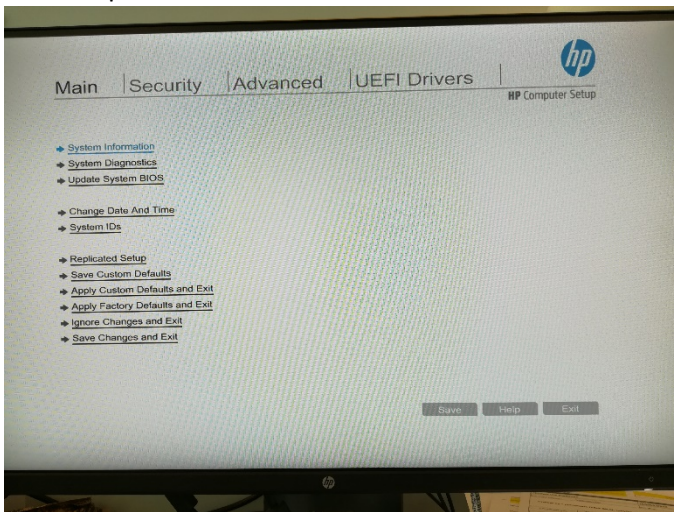 Main Security Advanced UEFI Drivers
hp
HP Computer Setup
System Information
System Diagnostics
Update System BIOS
Change Date And Time
System IDs
Replicated Setup
Save Custom Defaults
Apply Custom Defaults and Exit
Apply Factory Defaults and Exit
Ignore Changes and Exit
Save Changes and Exit
Save Help Exit
hp